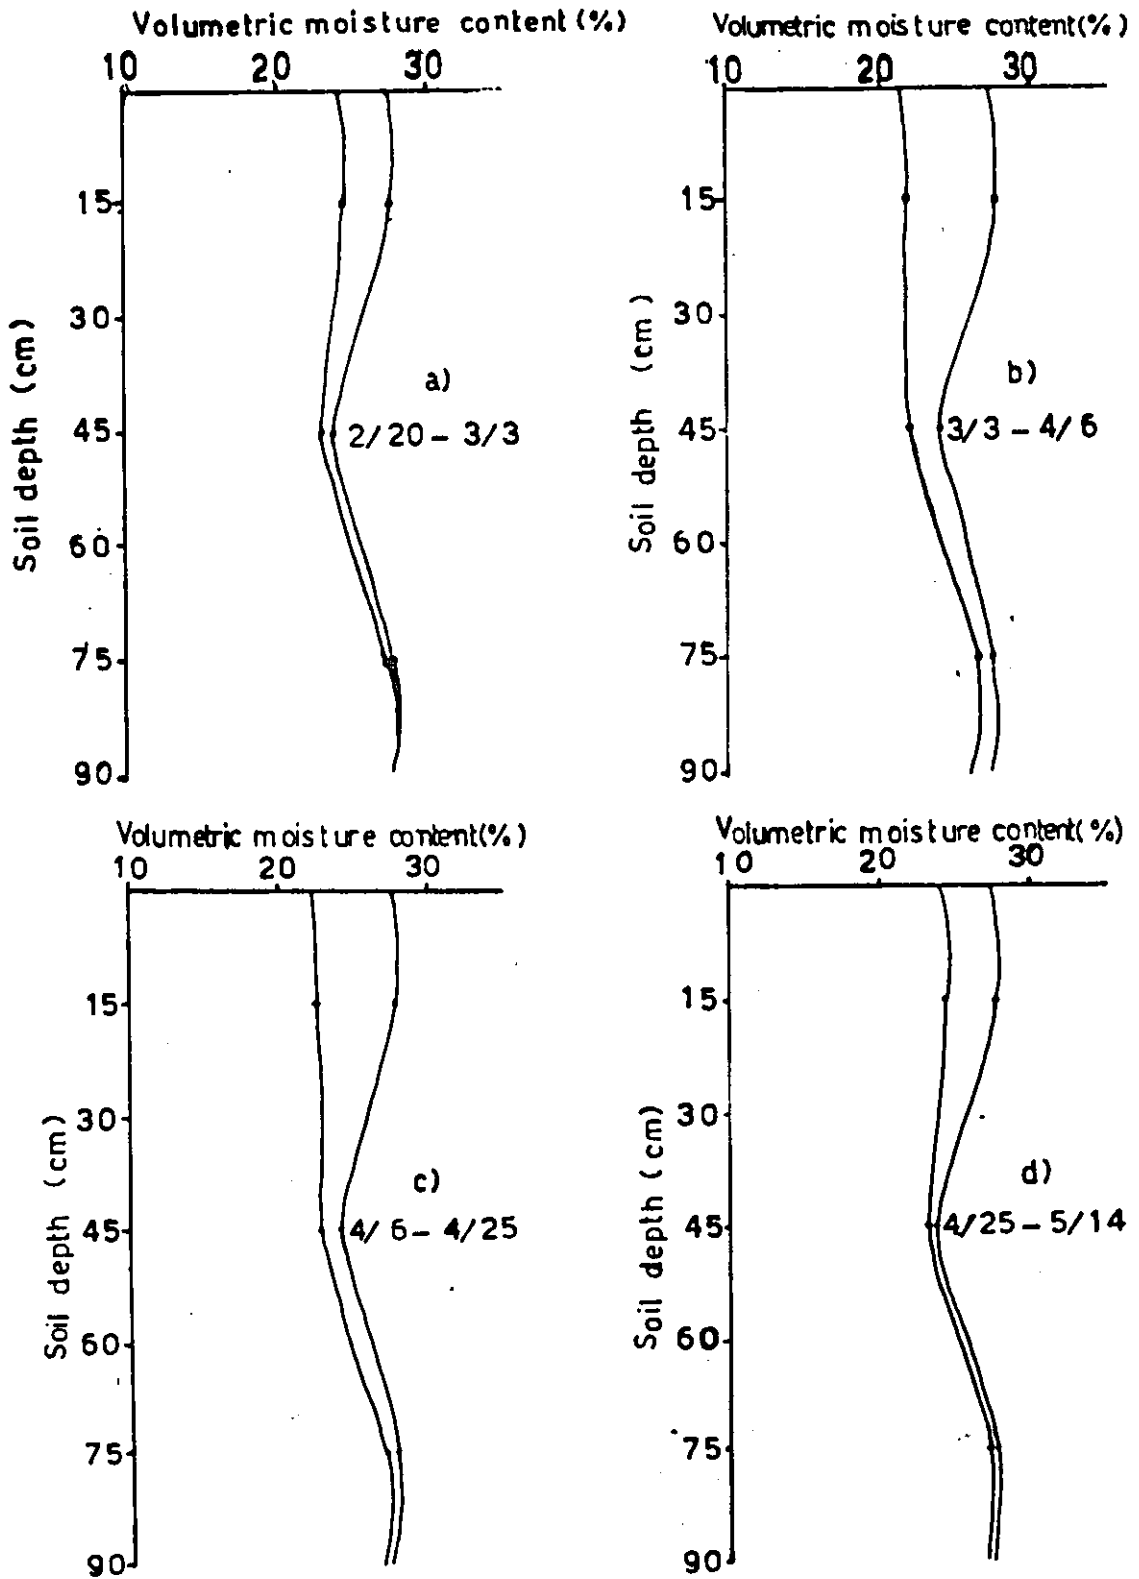 Volumetric moisture content (%)
10 20 30
15
30
45
60
75
90
Soil depth (cm)
a)
2/20 - 3/3
Volumetric moisture content (%)
10 20 30
15
30
45
60
75
90
Soil depth (cm)
b)
3/3 - 4/6
Volumetric moisture content (%)
10 20 30
15
30
45
60
75
90
Soil depth (cm)
c)
4/6 - 4/25
Volumetric moisture content (%)
10 20 30
15
30
45
60
75
90
Soil depth (cm)
d)
4/25 - 5/14